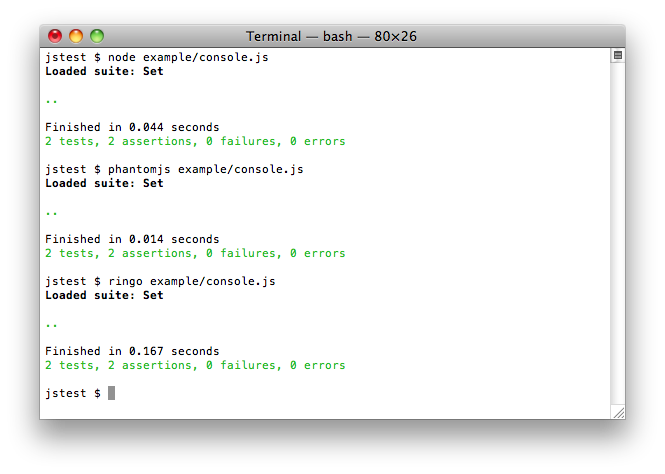 Terminal — bash — 80×26
jstest $ node example/console.js
Loaded suite: Set
..
Finished in 0.044 seconds
2 tests, 2 assertions, 0 failures, 0 errors
jstest $ phantomjs example/console.js
Loaded suite: Set
..
Finished in 0.014 seconds
2 tests, 2 assertions, 0 failures, 0 errors
jstest $ ringo example/console.js
Loaded suite: Set
..
Finished in 0.167 seconds
2 tests, 2 assertions, 0 failures, 0 errors
jstest $